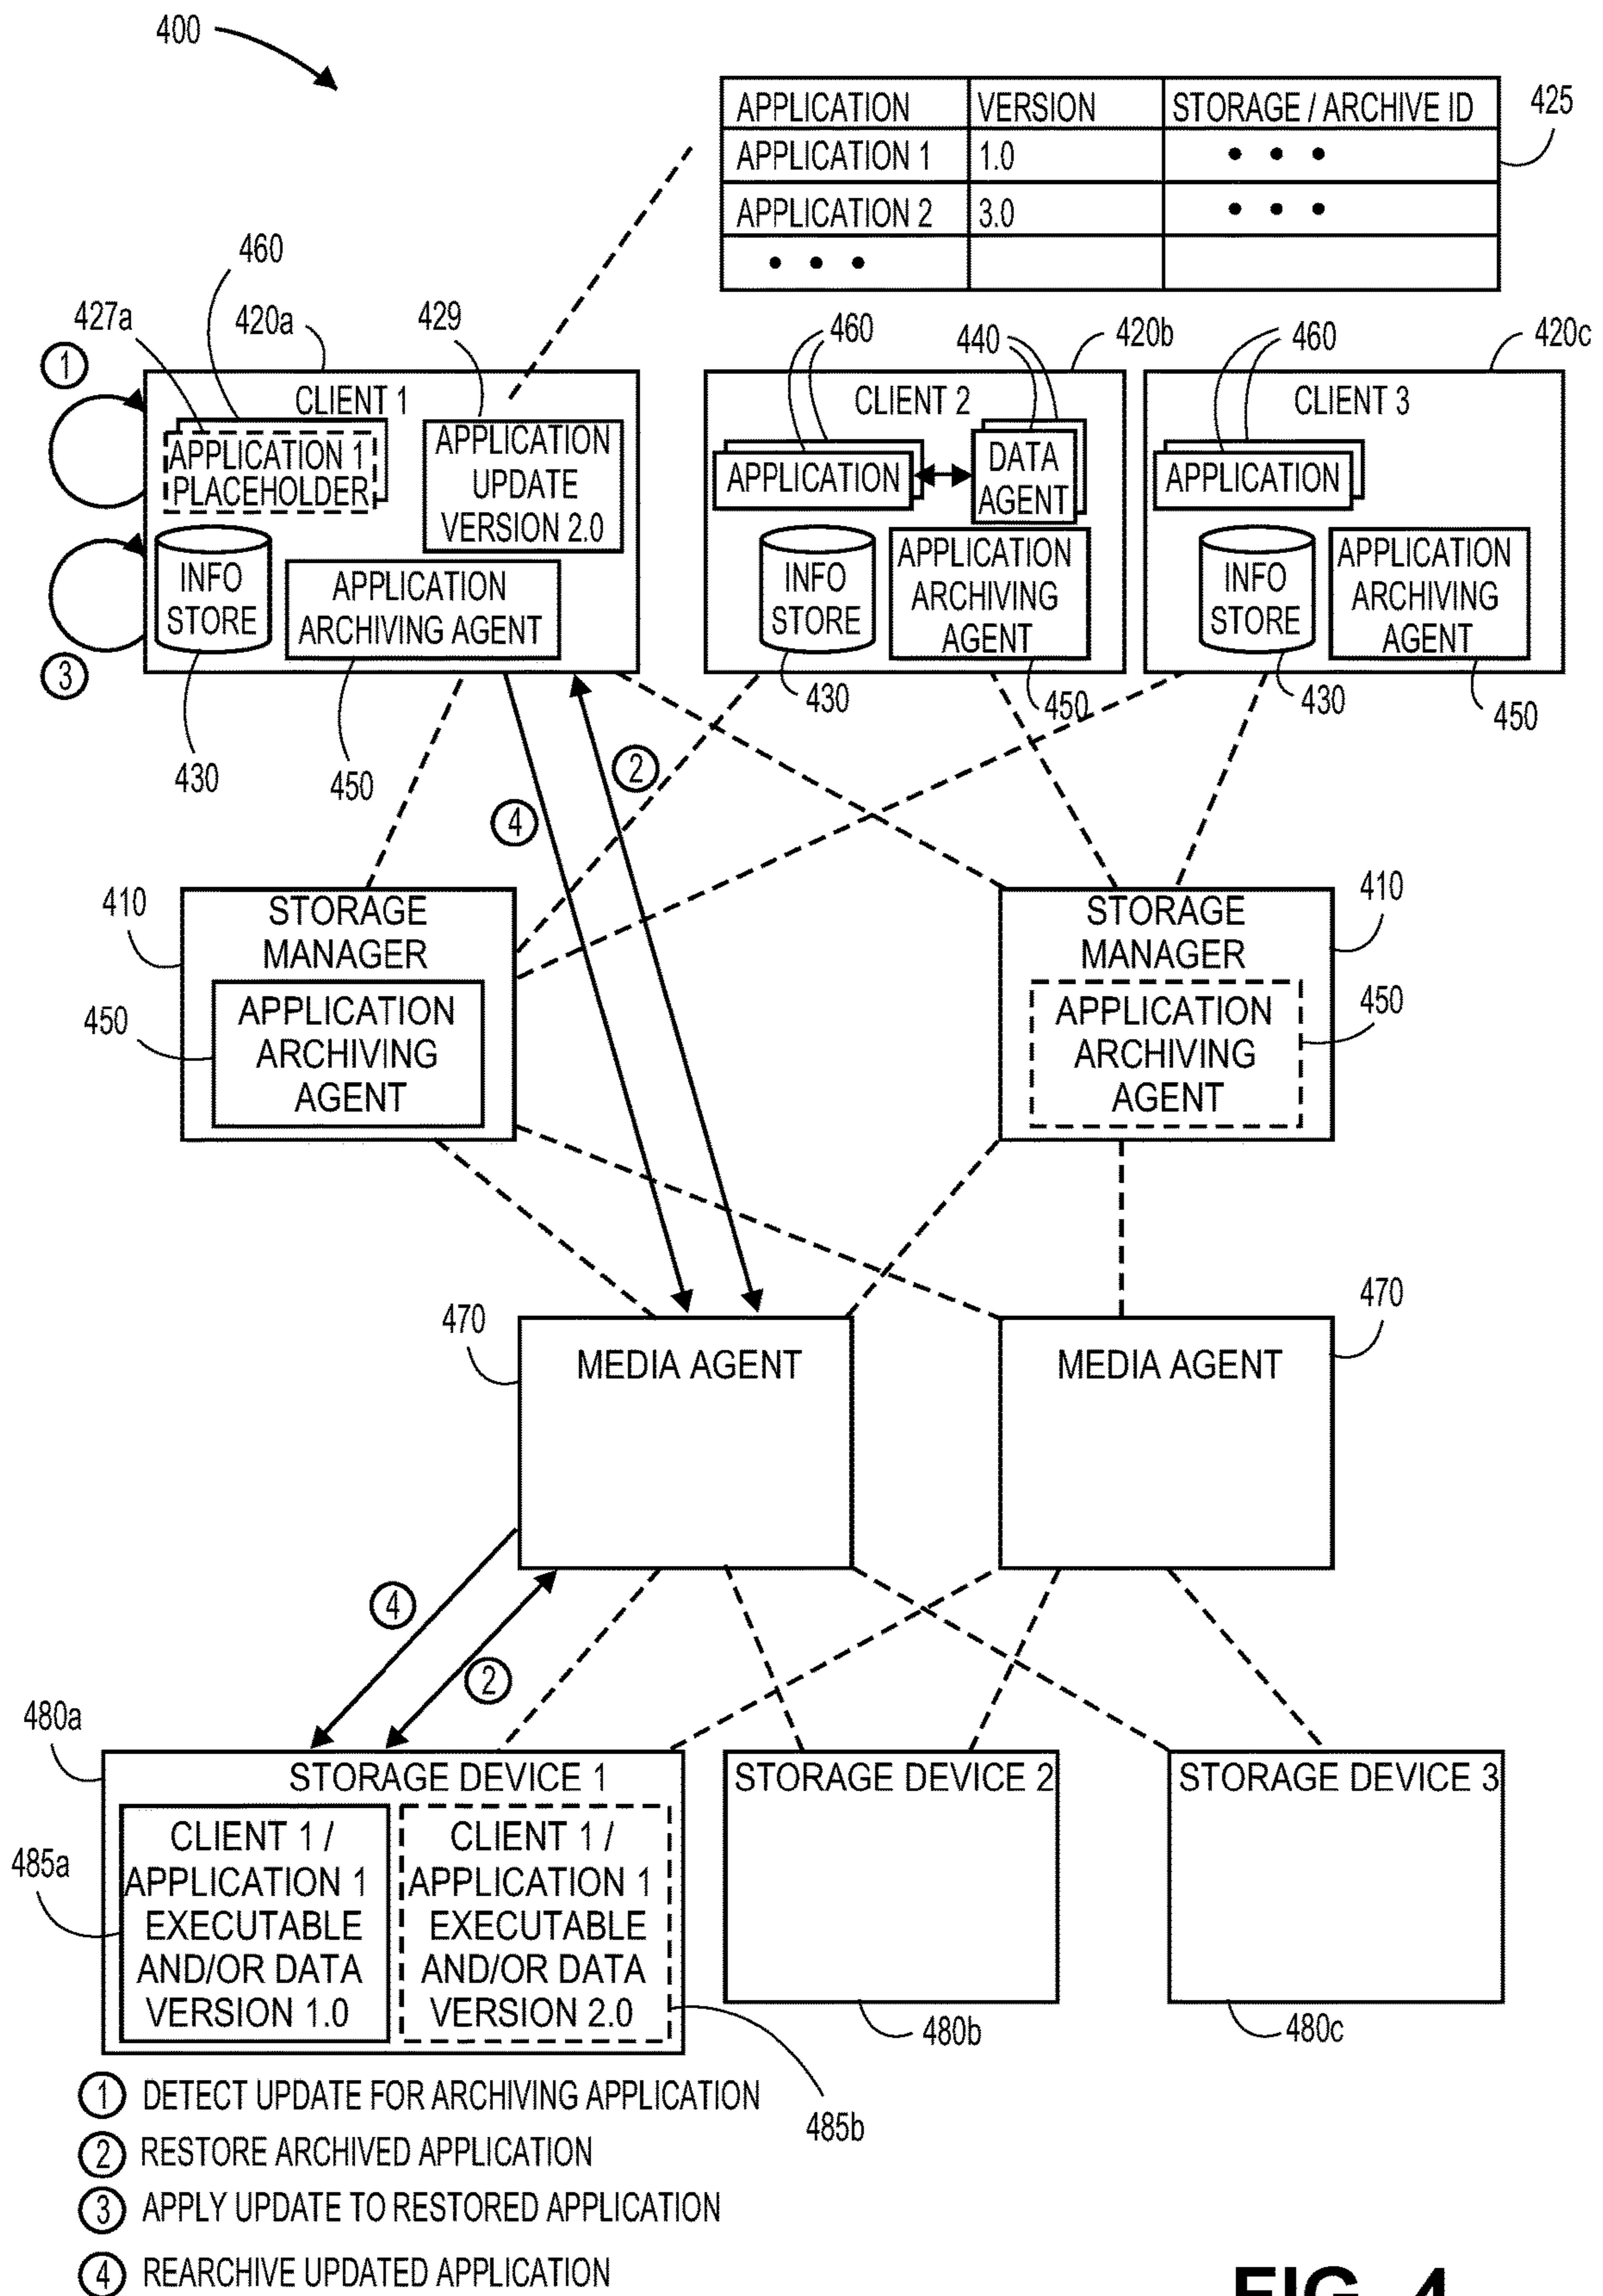 400
APPLICATION VERSION STORAGE / ARCHIVE ID
425
APPLICATION 1 1.0 • • •
APPLICATION 2 3.0 • • •
• • •
460
427a
420a
429
460
440
420b
460
420c
1
CLIENT 1
APPLICATION 1
PLACEHOLDER
APPLICATION
UPDATE
VERSION 2.0
INFO
STORE
APPLICATION
ARCHIVING AGENT
3
430
450
CLIENT 2
APPLICATION
DATA
AGENT
INFO
STORE
APPLICATION
ARCHIVING
AGENT
430
450
CLIENT 3
APPLICATION
INFO
STORE
APPLICATION
ARCHIVING
AGENT
430
450
2
4
410
STORAGE
MANAGER
450
APPLICATION
ARCHIVING
AGENT
STORAGE
MANAGER
410
APPLICATION
ARCHIVING
AGENT
450
470
MEDIA AGENT
MEDIA AGENT
470
4
2
480a
STORAGE DEVICE 1
485a
CLIENT 1 /
APPLICATION 1
EXECUTABLE
AND/OR DATA
VERSION 1.0
CLIENT 1 /
APPLICATION 1
EXECUTABLE
AND/OR DATA
VERSION 2.0
485b
STORAGE DEVICE 2
480b
STORAGE DEVICE 3
480c
1 DETECT UPDATE FOR ARCHIVING APPLICATION
2 RESTORE ARCHIVED APPLICATION
3 APPLY UPDATE TO RESTORED APPLICATION
4 REARCHIVE UPDATED APPLICATION
FIG. 4